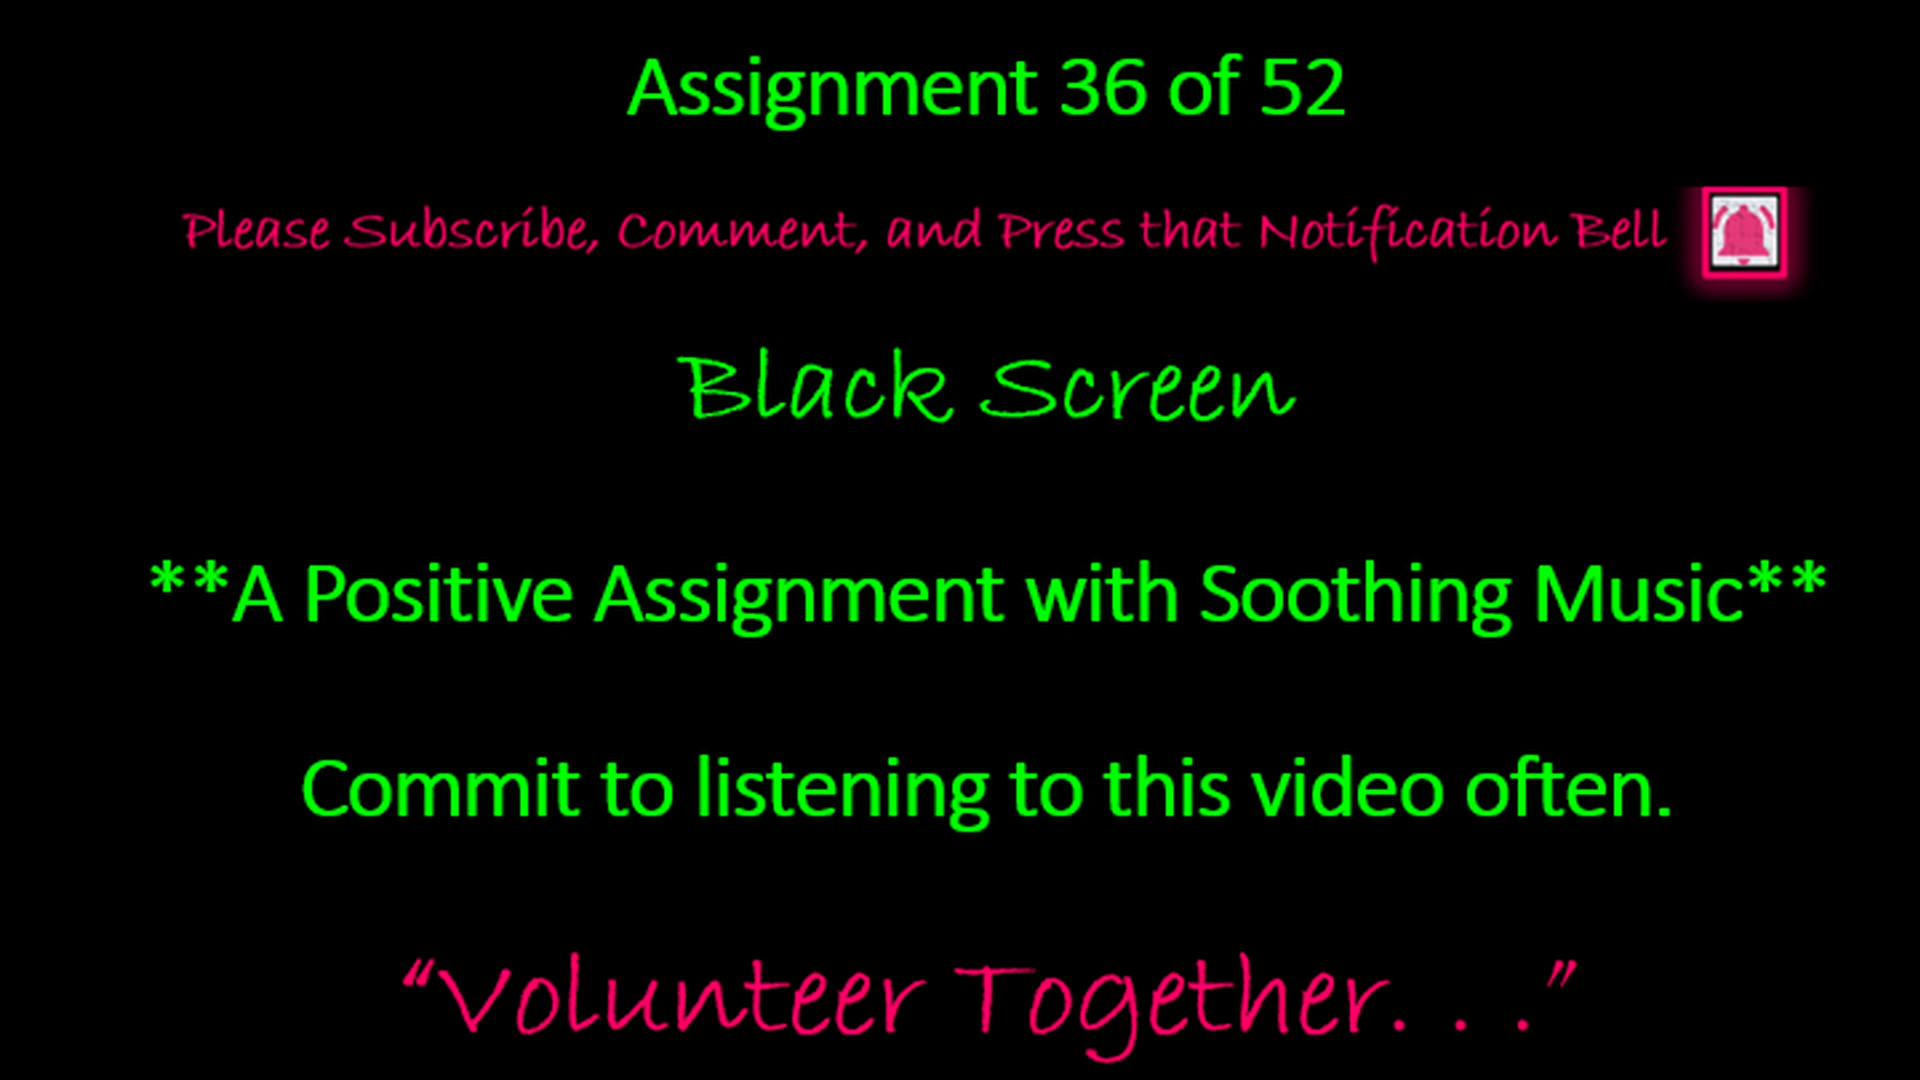 Assignment 36 of 52
Please Subscribe, Comment, and Press that Notification Bell
Black Screen
**A Positive Assignment with Soothing Music**
Commit to listening to this video often.
“Volunteer Together. . .”